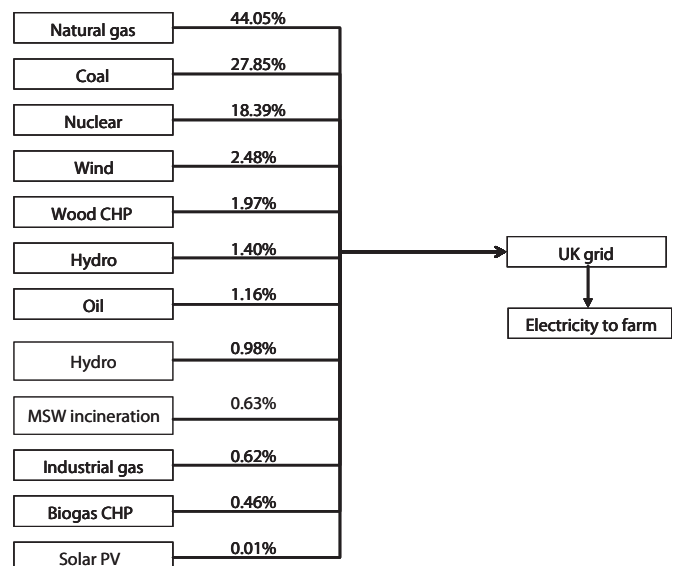 Natural gas 44.05%
Coal 27.85%
Nuclear 18.39%
Wind 2.48%
Wood CHP 1.97%
Hydro 1.40%
UK grid
Oil 1.16%
Electricity to farm
Hydro 0.98%
MSW incineration 0.63%
Industrial gas 0.62%
Biogas CHP 0.46%
Solar PV 0.01%